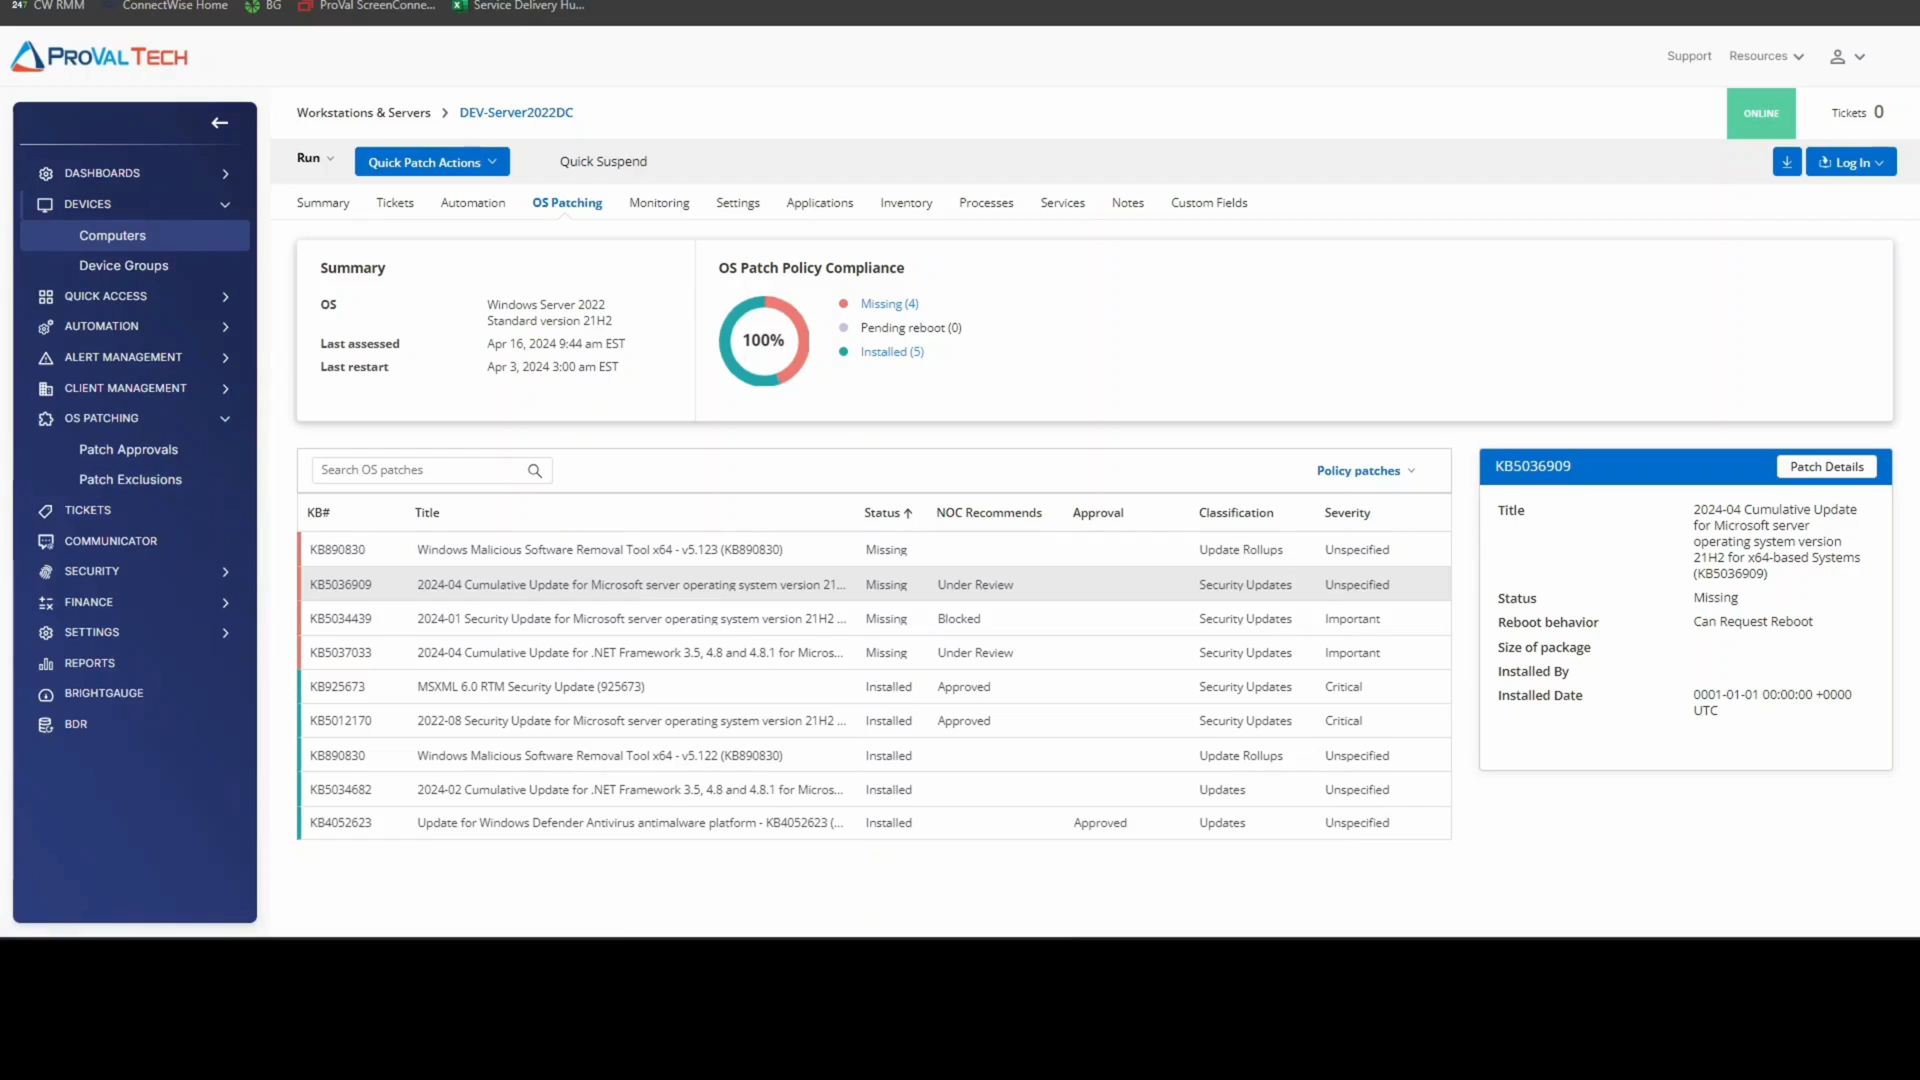 247 CW RMM ConnectWise Home BG ProVal ScreenConne... Service Delivery Hu...
PROVAL TECH
Support Resources
Workstations & Servers > DEV-Server2022DC
ONLINE
Tickets 0
Run
Quick Patch Actions
Quick Suspend
Log In
DASHBOARDS
DEVICES
Computers
Device Groups
QUICK ACCESS
AUTOMATION
ALERT MANAGEMENT
CLIENT MANAGEMENT
OS PATCHING
Patch Approvals
Patch Exclusions
TICKETS
COMMUNICATOR
SECURITY
FINANCE
SETTINGS
REPORTS
BRIGHTGAUGE
BDR
Summary Tickets Automation OS Patching Monitoring Settings Applications Inventory Processes Services Notes Custom Fields
Summary
OS Windows Server 2022
Standard version 21H2
Last assessed Apr 16, 2024 9:44 am EST
Last restart Apr 3, 2024 3:00 am EST
OS Patch Policy Compliance
100%
Missing (4)
Pending reboot (0)
Installed (5)
Search OS patches
Policy patches
KB# Title Status NOC Recommends Approval Classification Severity
KB890830 Windows Malicious Software Removal Tool x64 - v5.123 (KB890830) Missing Update Rollups Unspecified
KB5036909 2024-04 Cumulative Update for Microsoft server operating system version 21... Missing Under Review Security Updates Unspecified
KB5034439 2024-01 Security Update for Microsoft server operating system version 21H2 ... Missing Blocked Security Updates Important
KB5037033 2024-04 Cumulative Update for .NET Framework 3.5, 4.8 and 4.8.1 for Micros... Missing Under Review Security Updates Important
KB925673 MSXML 6.0 RTM Security Update (925673) Installed Approved Security Updates Critical
KB5012170 2022-08 Security Update for Microsoft server operating system version 21H2 ... Installed Approved Security Updates Critical
KB890830 Windows Malicious Software Removal Tool x64 - v5.122 (KB890830) Installed Update Rollups Unspecified
KB5034682 2024-02 Cumulative Update for .NET Framework 3.5, 4.8 and 4.8.1 for Micros... Installed Updates Unspecified
KB4052623 Update for Windows Defender Antivirus antimalware platform - KB4052623 (... Installed Approved Updates Unspecified
KB5036909
Patch Details
Title 2024-04 Cumulative Update
for Microsoft server
operating system version
21H2 for x64-based Systems
(KB5036909)
Status Missing
Reboot behavior Can Request Reboot
Size of package
Installed By
Installed Date 0001-01-01 00:00:00 +0000
UTC